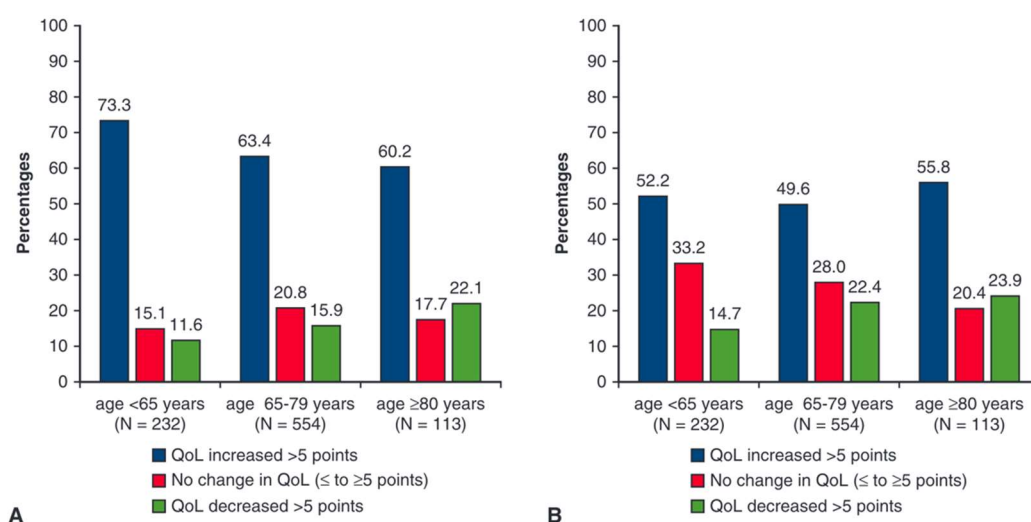 100
90
80
70
60
50
40
30
20
10
0
Percentages
73.3
15.1
11.6
63.4
20.8
15.9
60.2
17.7
22.1
age <65 years
(N = 232)
age 65-79 years
(N = 554)
age ≥80 years
(N = 113)
QoL increased >5 points
No change in QoL (≤ to ≥5 points)
QoL decreased >5 points
A
100
90
80
70
60
50
40
30
20
10
0
Percentages
52.2
33.2
14.7
49.6
28.0
22.4
55.8
20.4
23.9
age <65 years
(N = 232)
age 65-79 years
(N = 554)
age ≥80 years
(N = 113)
QoL increased >5 points
No change in QoL (≤ to ≥5 points)
QoL decreased >5 points
B